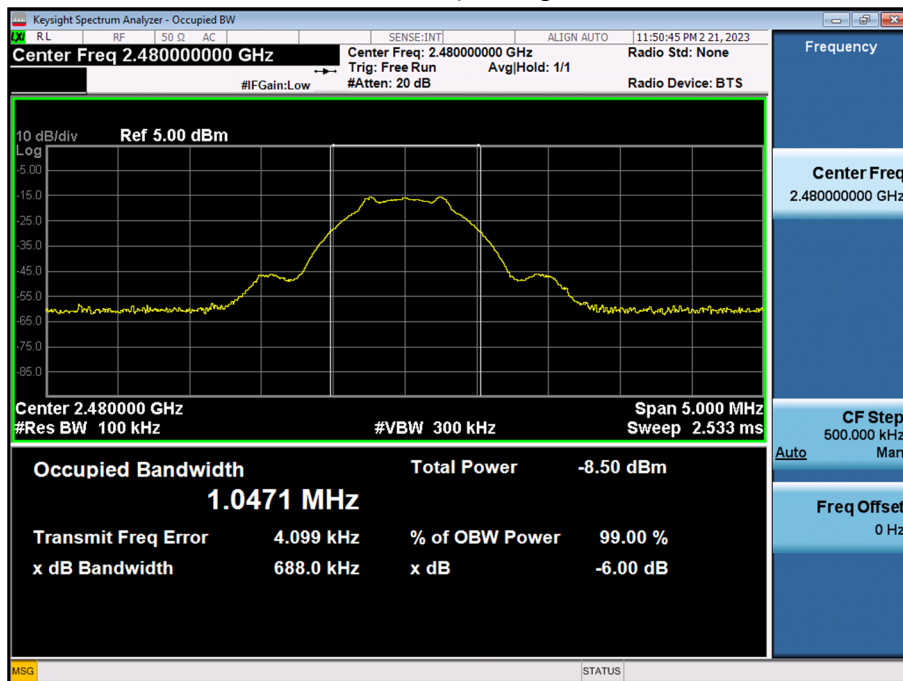 Keysight Spectrum Analyzer - Occupied BW
LXI RL RF 50 Ω AC SENSE:INT ALIGN AUTO 11:50:45 PM 2 21, 2023
Center Freq 2.480000000 GHz
Center Freq: 2.480000000 GHz
Radio Std: None
Trig: Free Run Avg|Hold: 1/1
#IFGain:Low #Atten: 20 dB Radio Device: BTS
10 dB/div Ref 5.00 dBm
Log
-5.00
-15.0
-25.0
-35.0
-45.0
-55.0
-65.0
-75.0
-85.0
Center 2.480000 GHz Span 5.000 MHz
#Res BW 100 kHz #VBW 300 kHz Sweep 2.533 ms
Occupied Bandwidth Total Power -8.50 dBm
1.0471 MHz
Transmit Freq Error 4.099 kHz % of OBW Power 99.00 %
x dB Bandwidth 688.0 kHz x dB -6.00 dB
MSG STATUS
Frequency
Center Freq
2.480000000 GHz
CF Step
500.000 kHz
Auto Man
Freq Offset
0 Hz